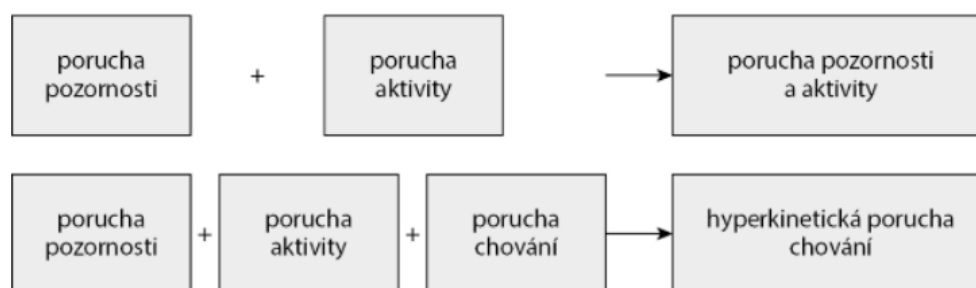 porucha
pozornosti
+
porucha
aktivity
porucha pozornosti
a aktivity
porucha
pozornosti
+
porucha
aktivity
+
porucha
chování
hyperkinetická porucha
chování